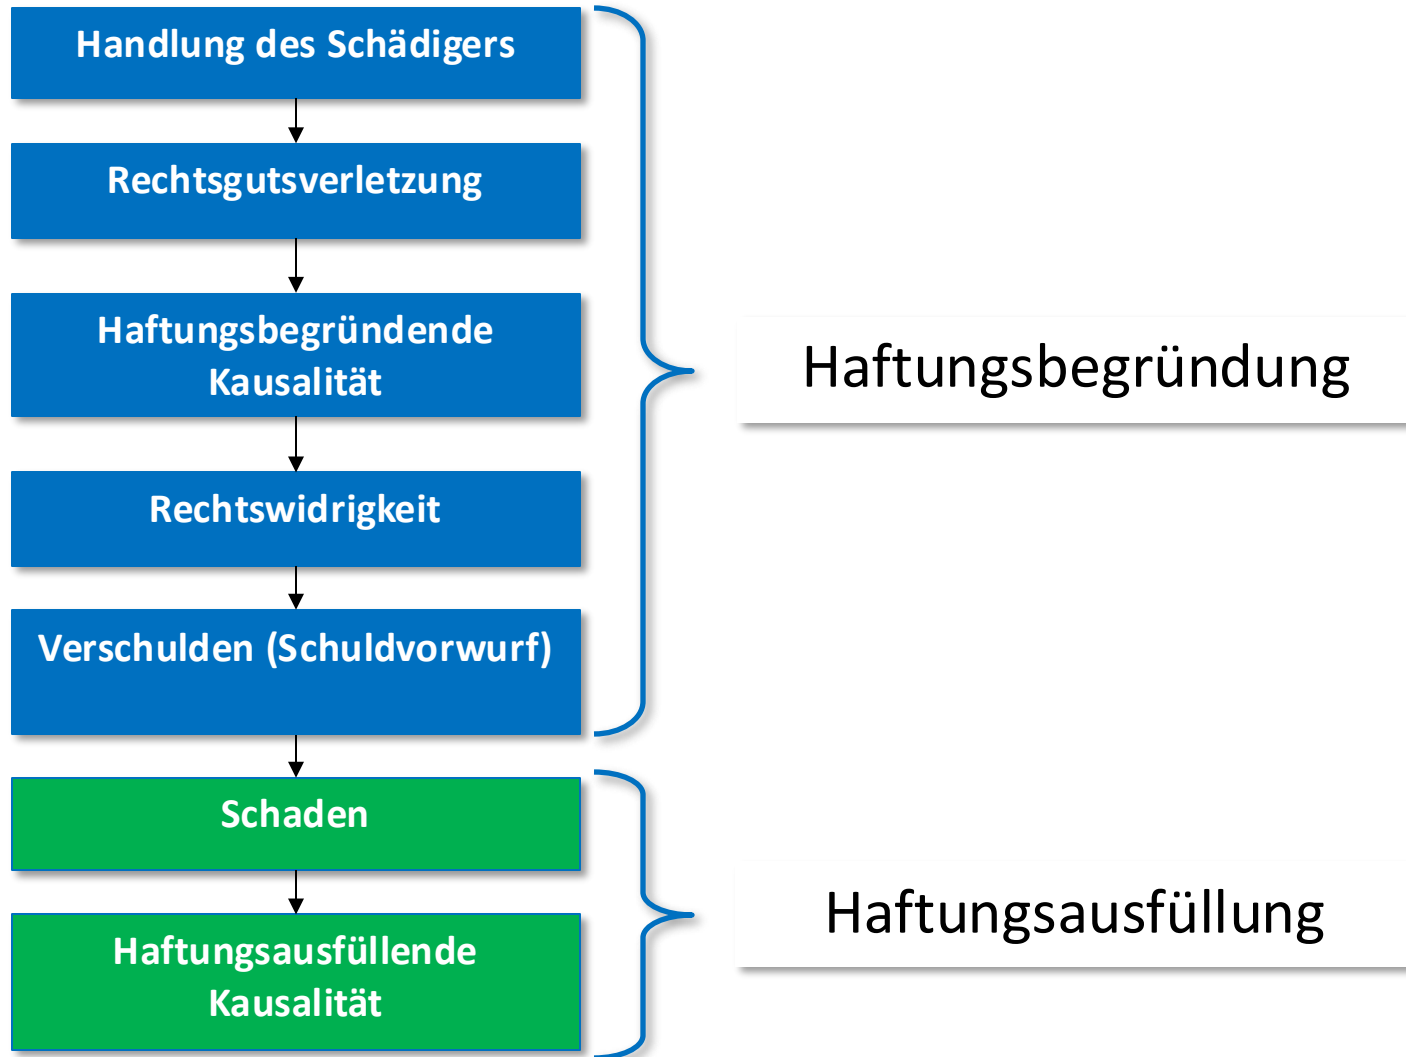 Handlung des Schädigers
Rechtsgutsverletzung
Haftungsbegründende
Kausalität
Haftungsbegründung
Rechtswidrigkeit
Verschulden (Schuldvorwurf)
Schaden
Haftungsausfüllung
Haftungsausfüllende
Kausalität